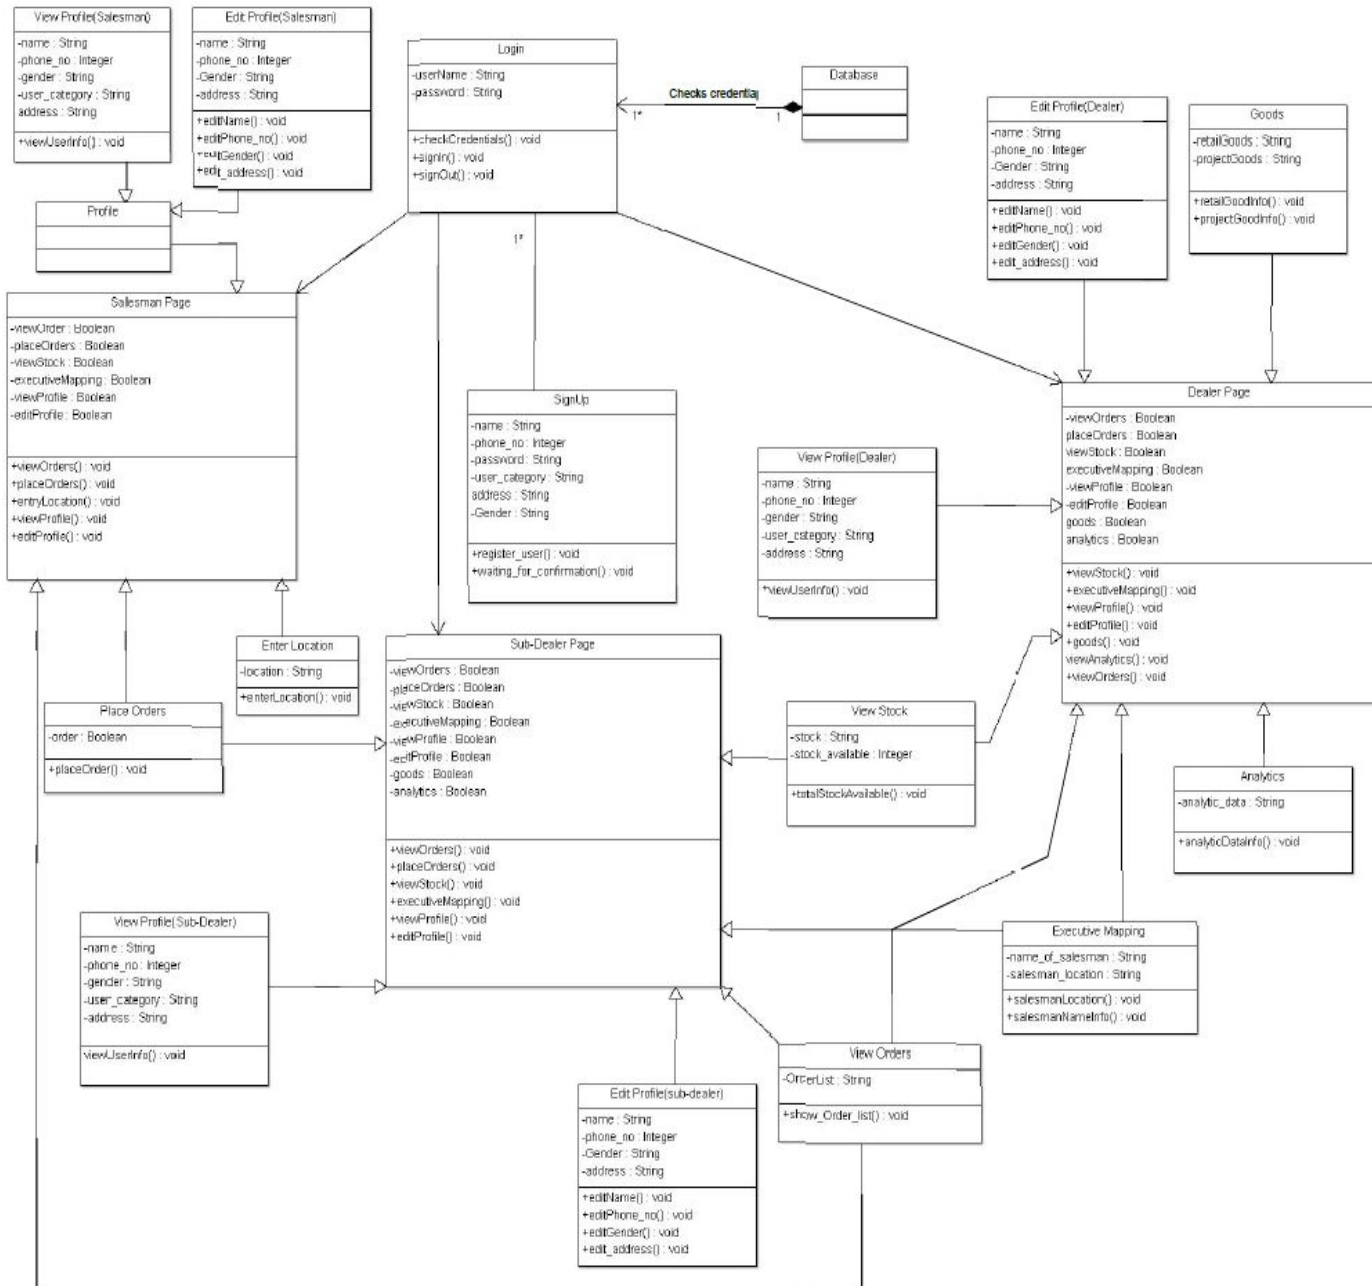 View Profile(Salesman)
-name : String
-phone_no : Integer
-gender : String
-user_category : String
address : String
+viewUserInfo() : void
Edit Profile(Salesman)
-name : String
-phone_no : Integer
-Gender : String
-address : String
+editName() : void
+editPhone_no() : void
+editGender() : void
+edit_address() : void
Profile
Login
-userName : String
-password : String
+checkCredentials() : void
+signIn() : void
+signOut() : void
Checks credential
1*
1
Database
1*
Edit Profile(Dealer)
-name : String
-phone_no : Integer
-Gender : String
-address : String
+editName() : void
+editPhone_no() : void
+editGender() : void
+edit_address() : void
Goods
-retailGoods : String
-projectGoods : String
+retailGoodInfo() : void
+projectGoodInfo() : void
Salesman Page
-viewOrder : Boolean
-placeOrders : Boolean
-viewStock : Boolean
-executiveMapping : Boolean
-viewProfile : Boolean
-editProfile : Boolean
+viewOrders() : void
+placeOrders() : void
+entryLocation() : void
+viewProfile() : void
+editProfile() : void
SignUp
-name : String
-phone_no : Integer
-password : String
-user_category : String
address : String
-Gender : String
+register_user() : void
+waiting_for_confirmation() : void
View Profile(Dealer)
-name : String
-phone_no : Integer
-gender : String
-user_category : String
-address : String
+viewUserInfo() : void
Dealer Page
-viewOrders : Boolean
placeOrders : Boolean
viewStock : Boolean
executiveMapping : Boolean
-viewProfile : Boolean
-editProfile : Boolean
goods : Boolean
analytics : Boolean
+viewStock() : void
+executiveMapping() : void
+viewProfile() : void
+editProfile() : void
+goods() : void
viewAnalytics() : void
+viewOrders() : void
Enter Location
-location : String
+enterLocation() : void
Place Orders
-order : Boolean
+placeOrder() : void
Sub-Dealer Page
-viewOrders : Boolean
-placeOrders : Boolean
-viewStock : Boolean
-executiveMapping : Boolean
-viewProfile : Boolean
-editProfile : Boolean
-goods : Boolean
-analytics : Boolean
+viewOrders() : void
+placeOrders() : void
+viewStock() : void
+executiveMapping() : void
+viewProfile() : void
+editProfile() : void
View Stock
-stock : String
-stock_available : Integer
+totalStockAvailable() : void
Analytics
-analytic_data : String
+analyticDataInfo() : void
View Profile(Sub-Dealer)
-name : String
-phone_no : Integer
-gender : String
-user_category : String
-address : String
viewUserInfo() : void
Executive Mapping
-name_of_salesman : String
-salesman_location : String
+salesmanLocation() : void
+salesmanNameInfo() : void
View Orders
-OrderList : String
+show_Order_list() : void
Edit Profile(sub-dealer)
-name : String
-phone_no : Integer
-Gender : String
-address : String
+editName() : void
+editPhone_no() : void
+editGender() : void
+edit_address() : void